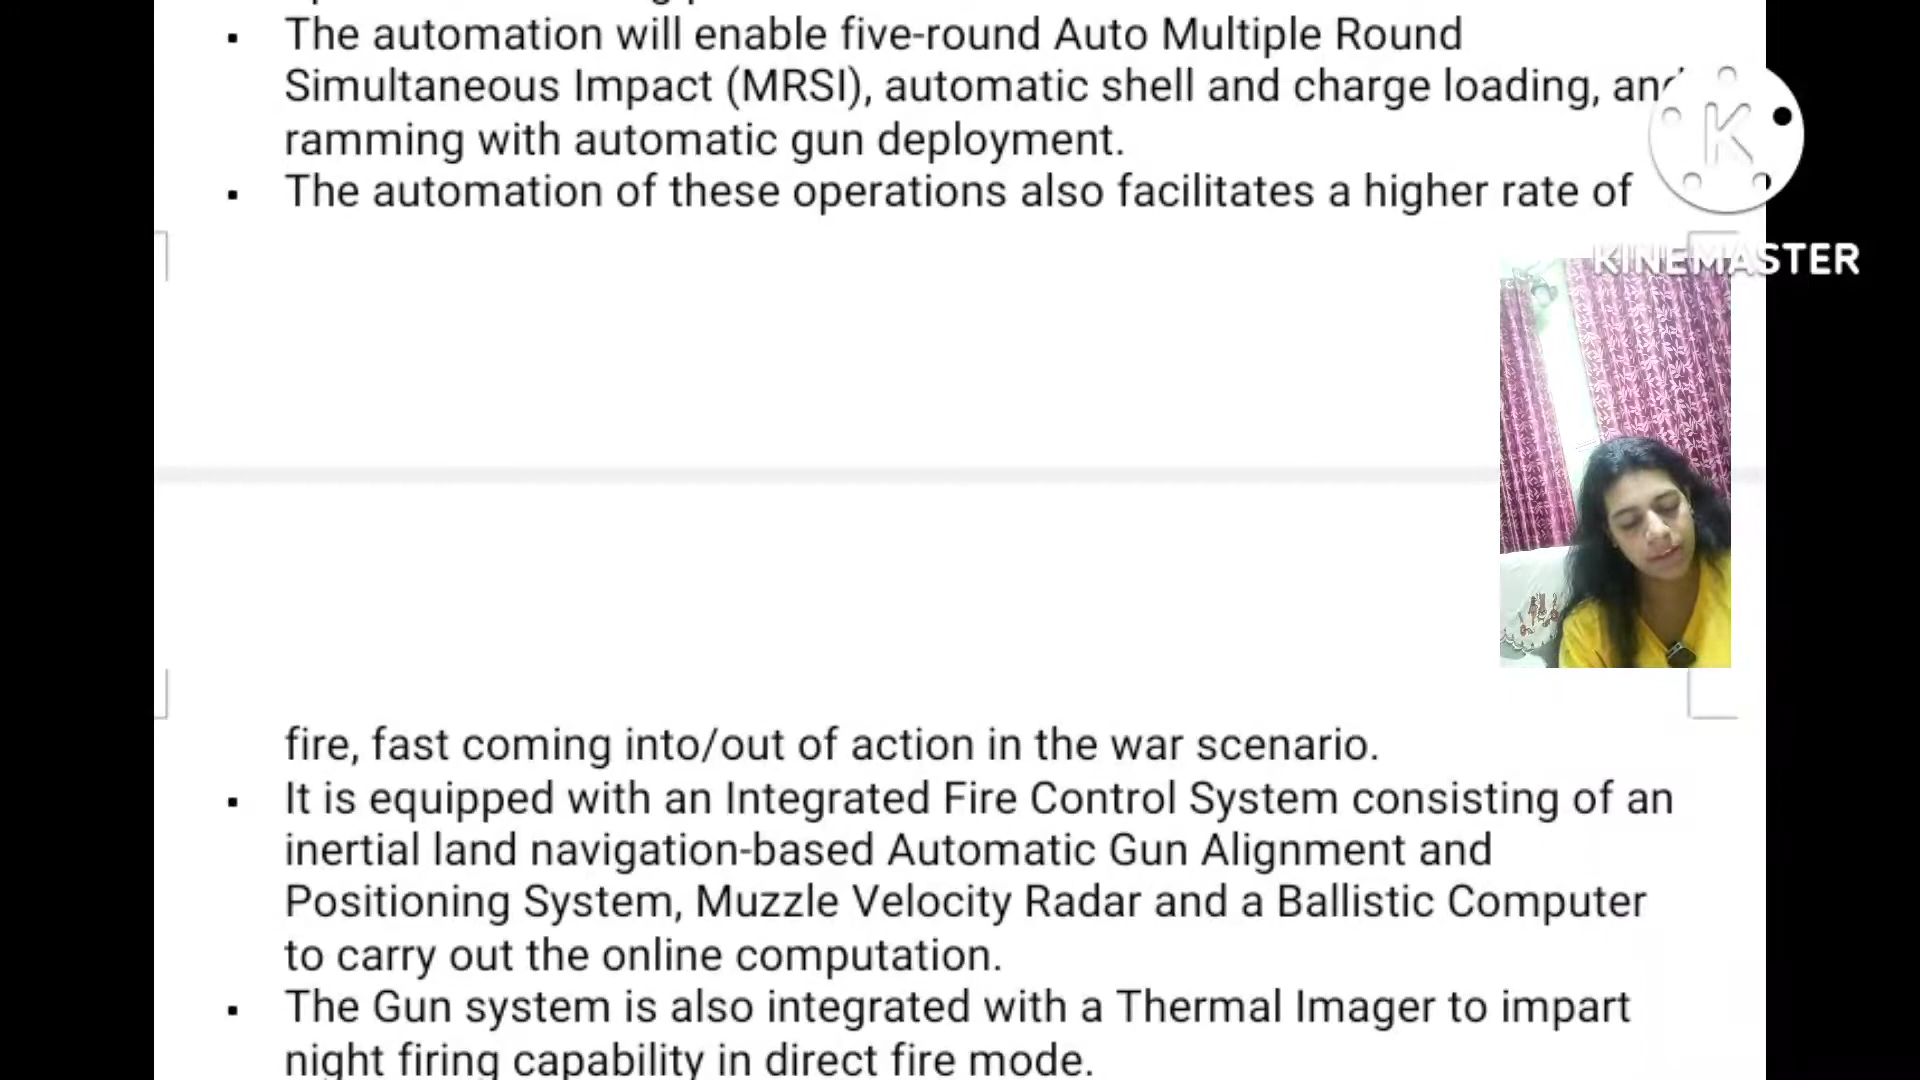 ▪ The automation will enable five-round Auto Multiple Round
Simultaneous Impact (MRSI), automatic shell and charge loading, and
ramming with automatic gun deployment.
▪ The automation of these operations also facilitates a higher rate of
K
KINEMASTER
fire, fast coming into/out of action in the war scenario.
▪ It is equipped with an Integrated Fire Control System consisting of an
inertial land navigation-based Automatic Gun Alignment and
Positioning System, Muzzle Velocity Radar and a Ballistic Computer
to carry out the online computation.
▪ The Gun system is also integrated with a Thermal Imager to impart
night firing capability in direct fire mode.